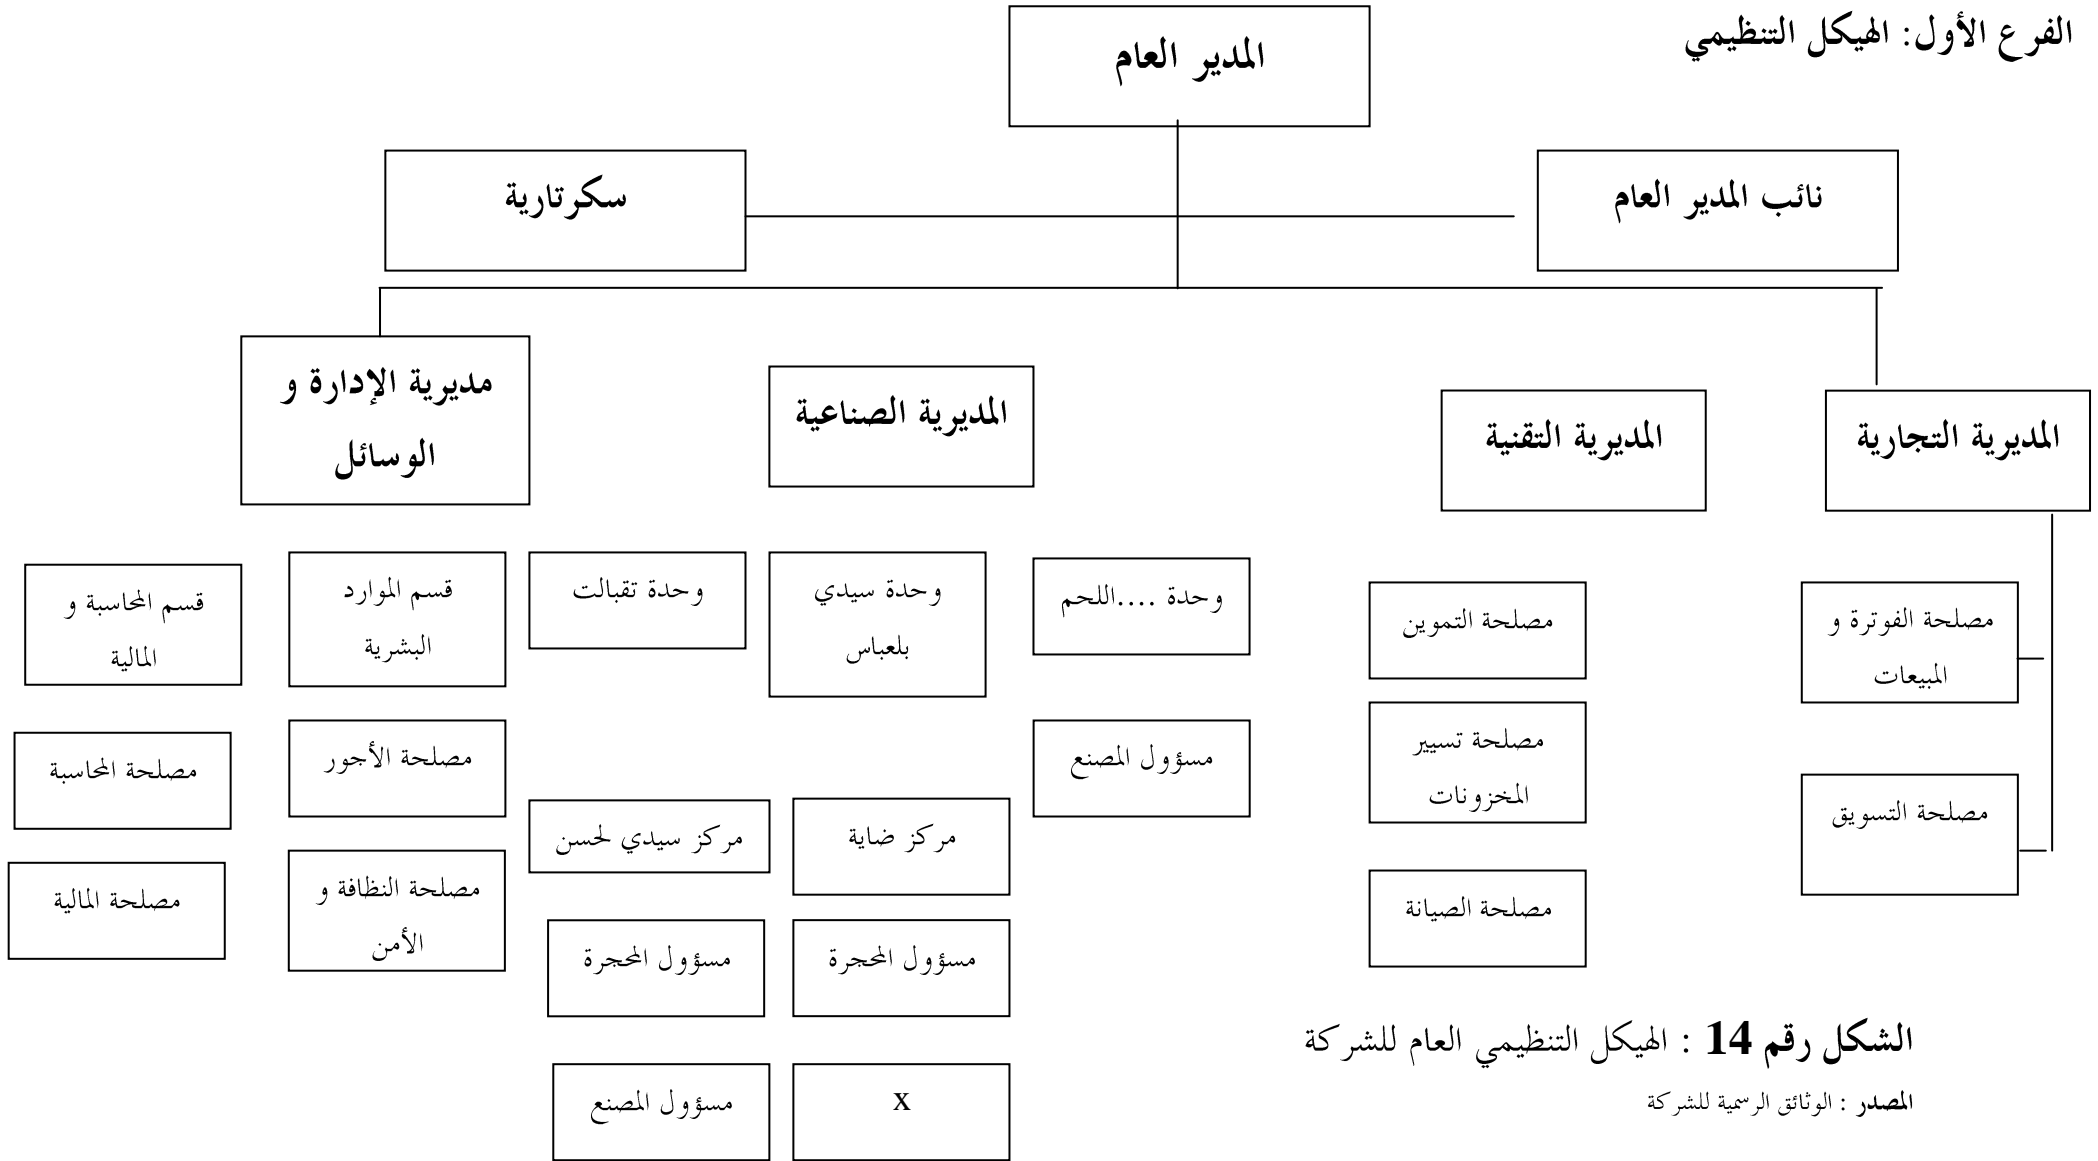 الفرع الأول: الهيكل التنظيمي
المدير العام
نائب المدير العام
سكرتارية
المديرية التجارية
المديرية التقنية
المديرية الصناعية
مديرية الإدارة و
الوسائل
مصلحة الفوترة و
المبيعات
مصلحة التسويق
مصلحة التموين
مصلحة تسيير
المخزونات
مصلحة الصيانة
وحدة ....اللحم
مسؤول المصنع
وحدة سيدي
بلعباس
مركز ضاية
مسؤول المحجرة
x
وحدة تقبالت
مركز سيدي لحسن
مسؤول المحجرة
مسؤول المصنع
قسم الموارد
البشرية
مصلحة الأجور
مصلحة النظافة و
الأمن
قسم المحاسبة و
المالية
مصلحة المحاسبة
مصلحة المالية
الشكل رقم 14 : الهيكل التنظيمي العام للشركة
المصدر : الوثائق الرسمية للشركة